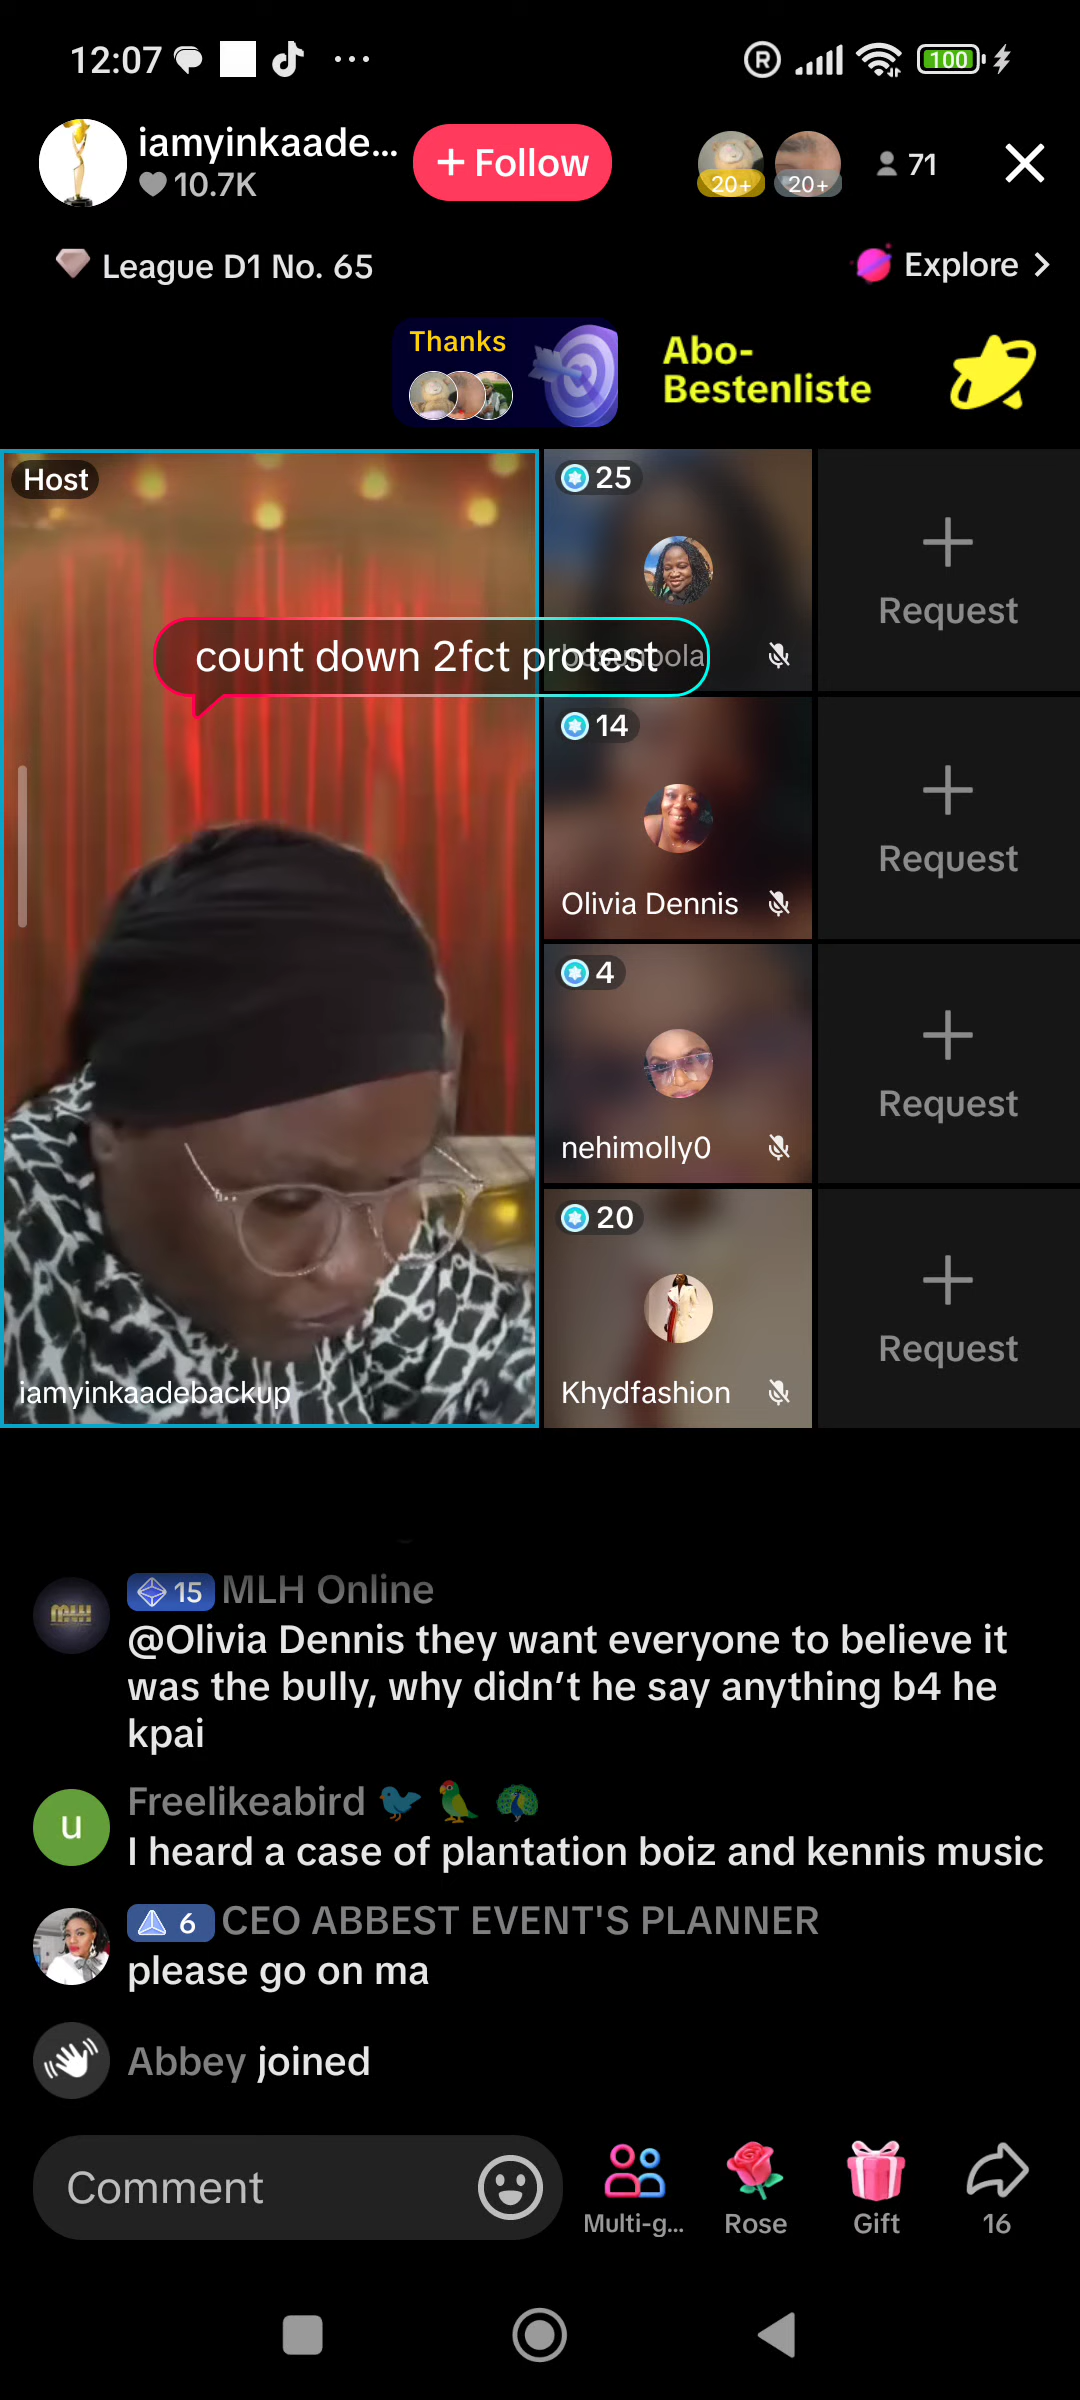 12:07
R
100
iamyinkaade...
10.7K
+ Follow
20+
20+
71
League D1 No. 65
Explore >
Thanks
Abo-
Bestenliste
Host
25
Request
count down 2fct protest
14
Request
Olivia Dennis
4
Request
nehimolly0
20
Request
iamyinkaadebackup
Khydfashion
15 MLH Online
MLH
@Olivia Dennis they want everyone to believe it
was the bully, why didn’t he say anything b4 he
kpai
Freelikeabird 🐦 🦜 🦚
u
I heard a case of plantation boiz and kennis music
6 CEO ABBEST EVENT'S PLANNER
please go on ma
Abbey joined
Comment
Multi-g...
Rose
Gift
16